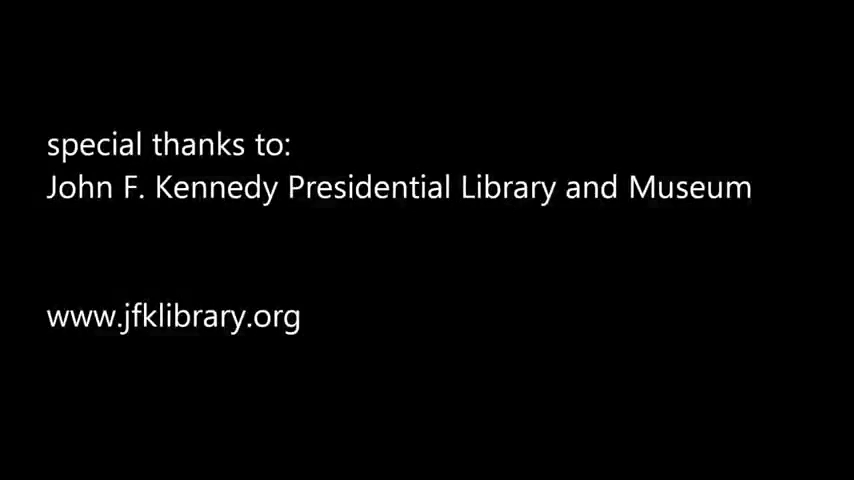 special thanks to:
John F. Kennedy Presidential Library and Museum
www.jfklibrary.org